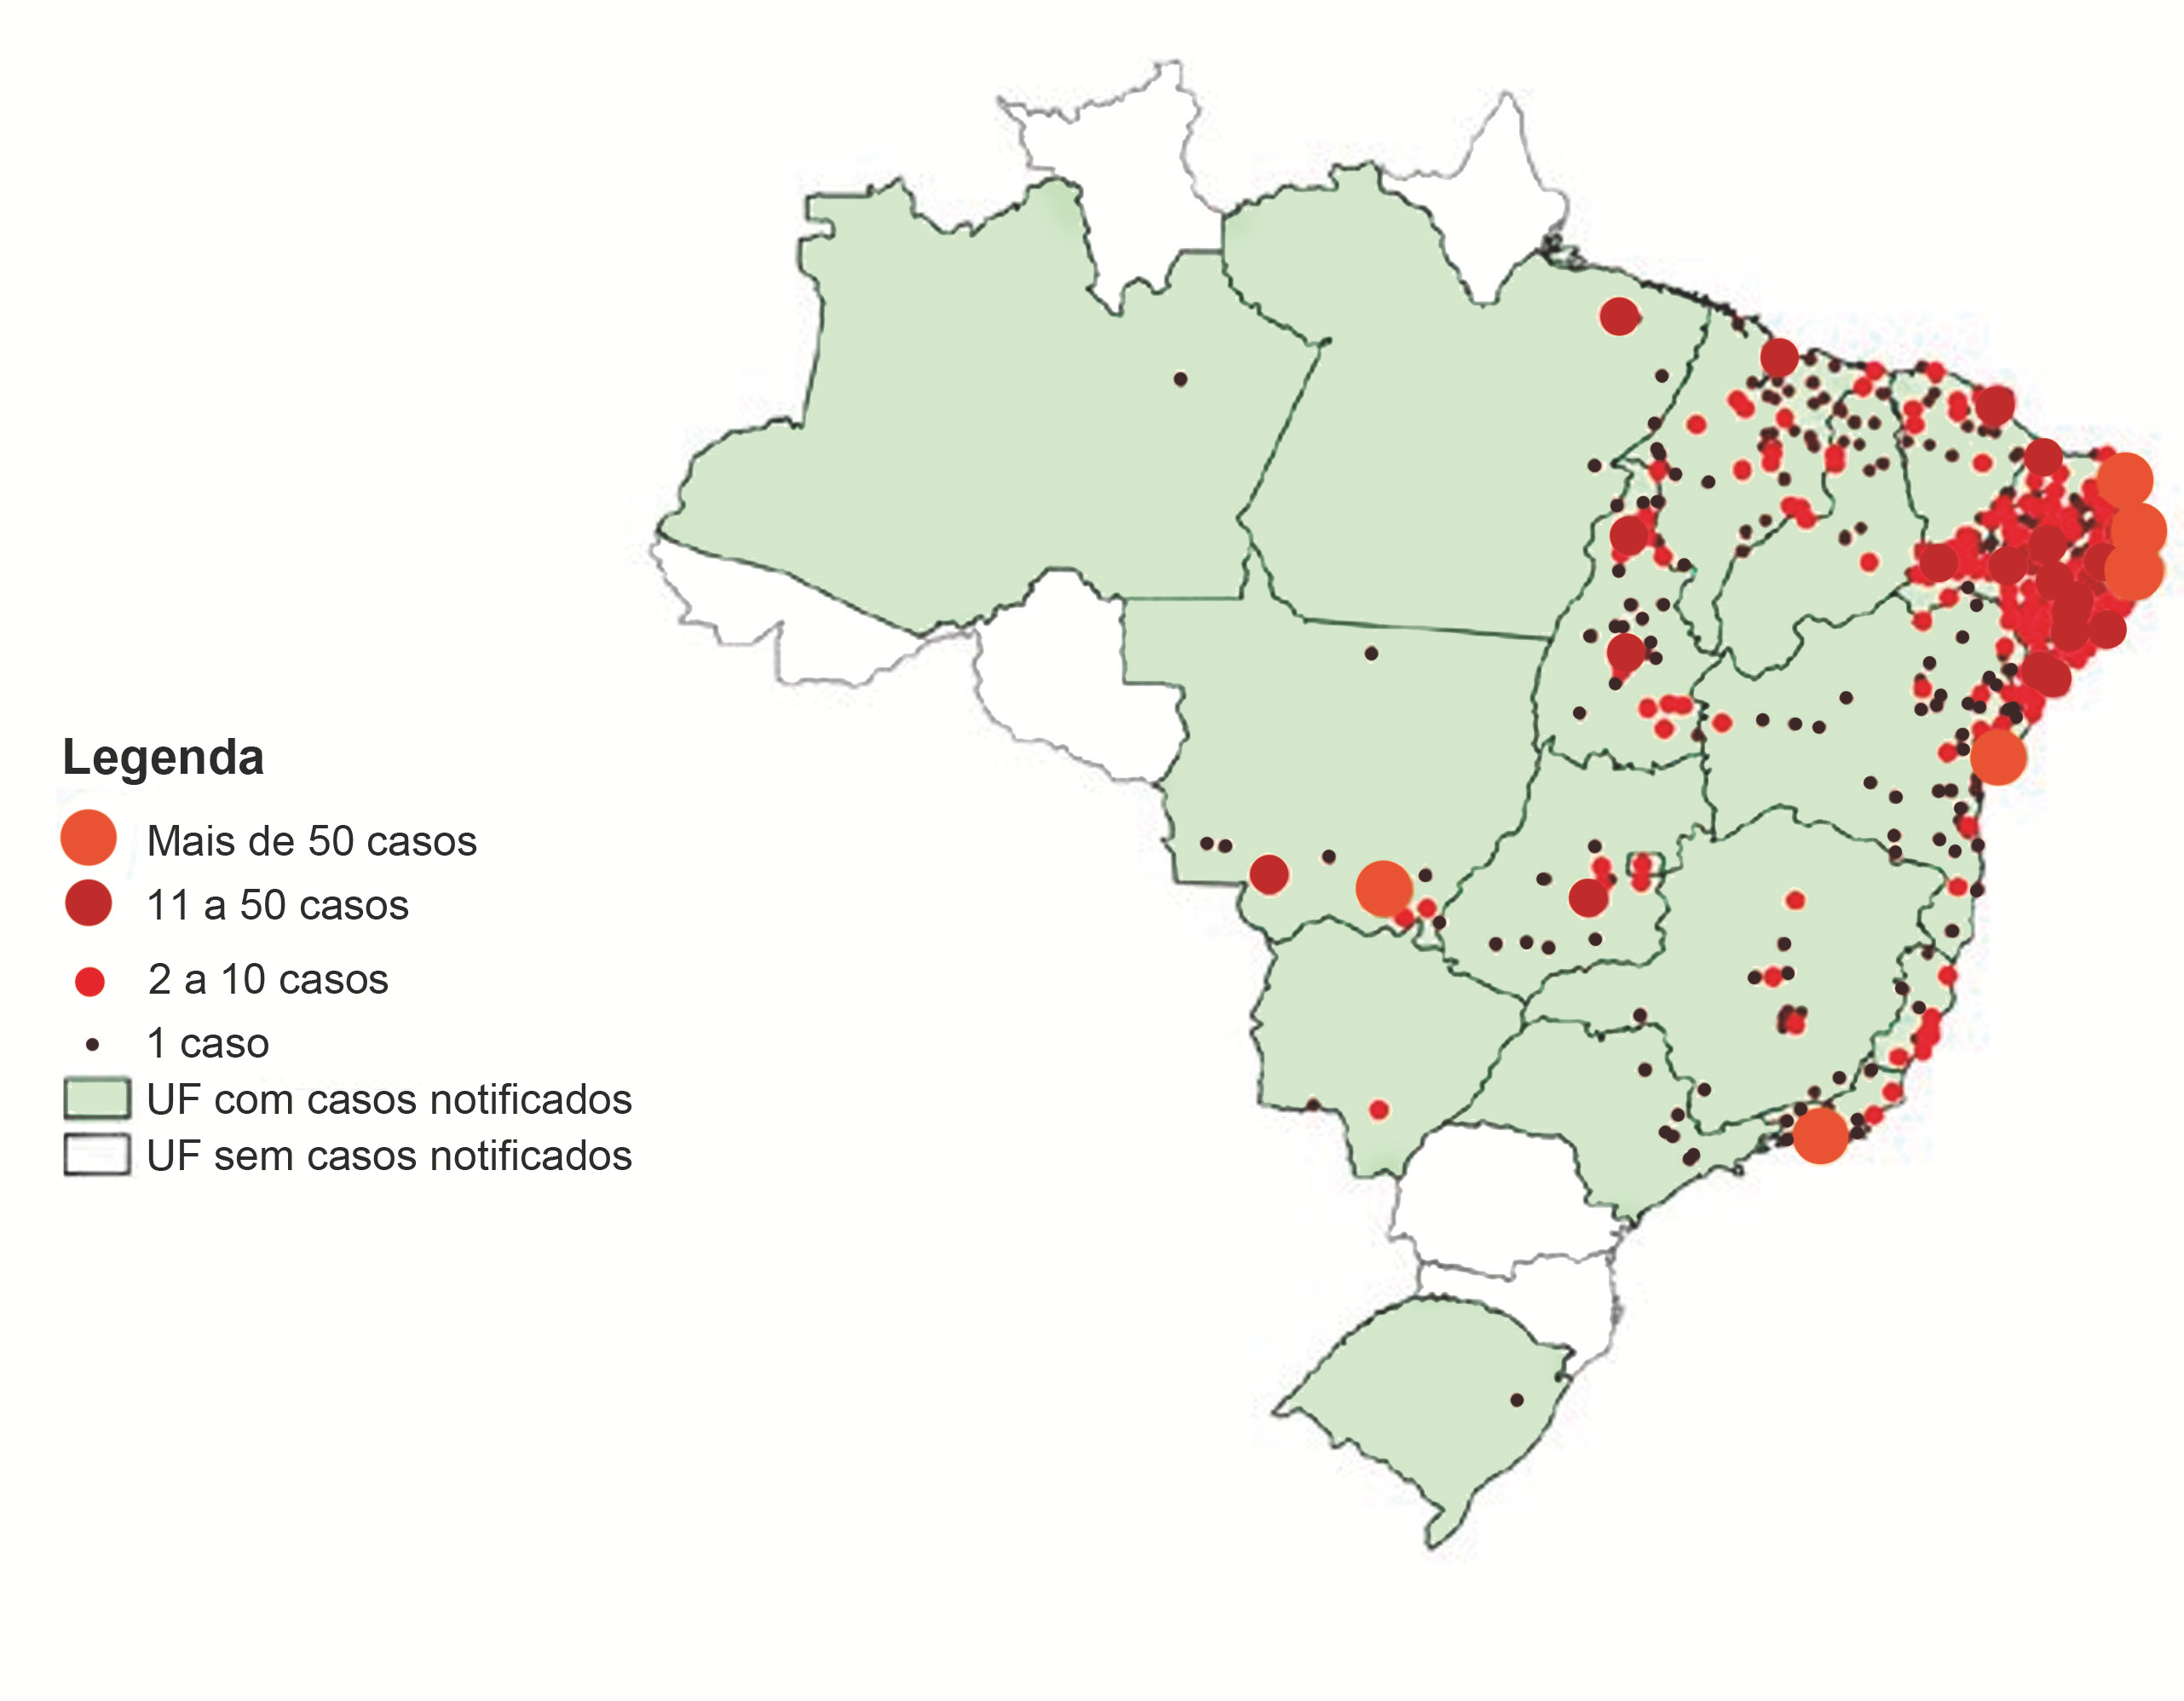 Legenda
Mais de 50 casos
11 a 50 casos
2 a 10 casos
1 caso
UF com casos notificados
UF sem casos notificados